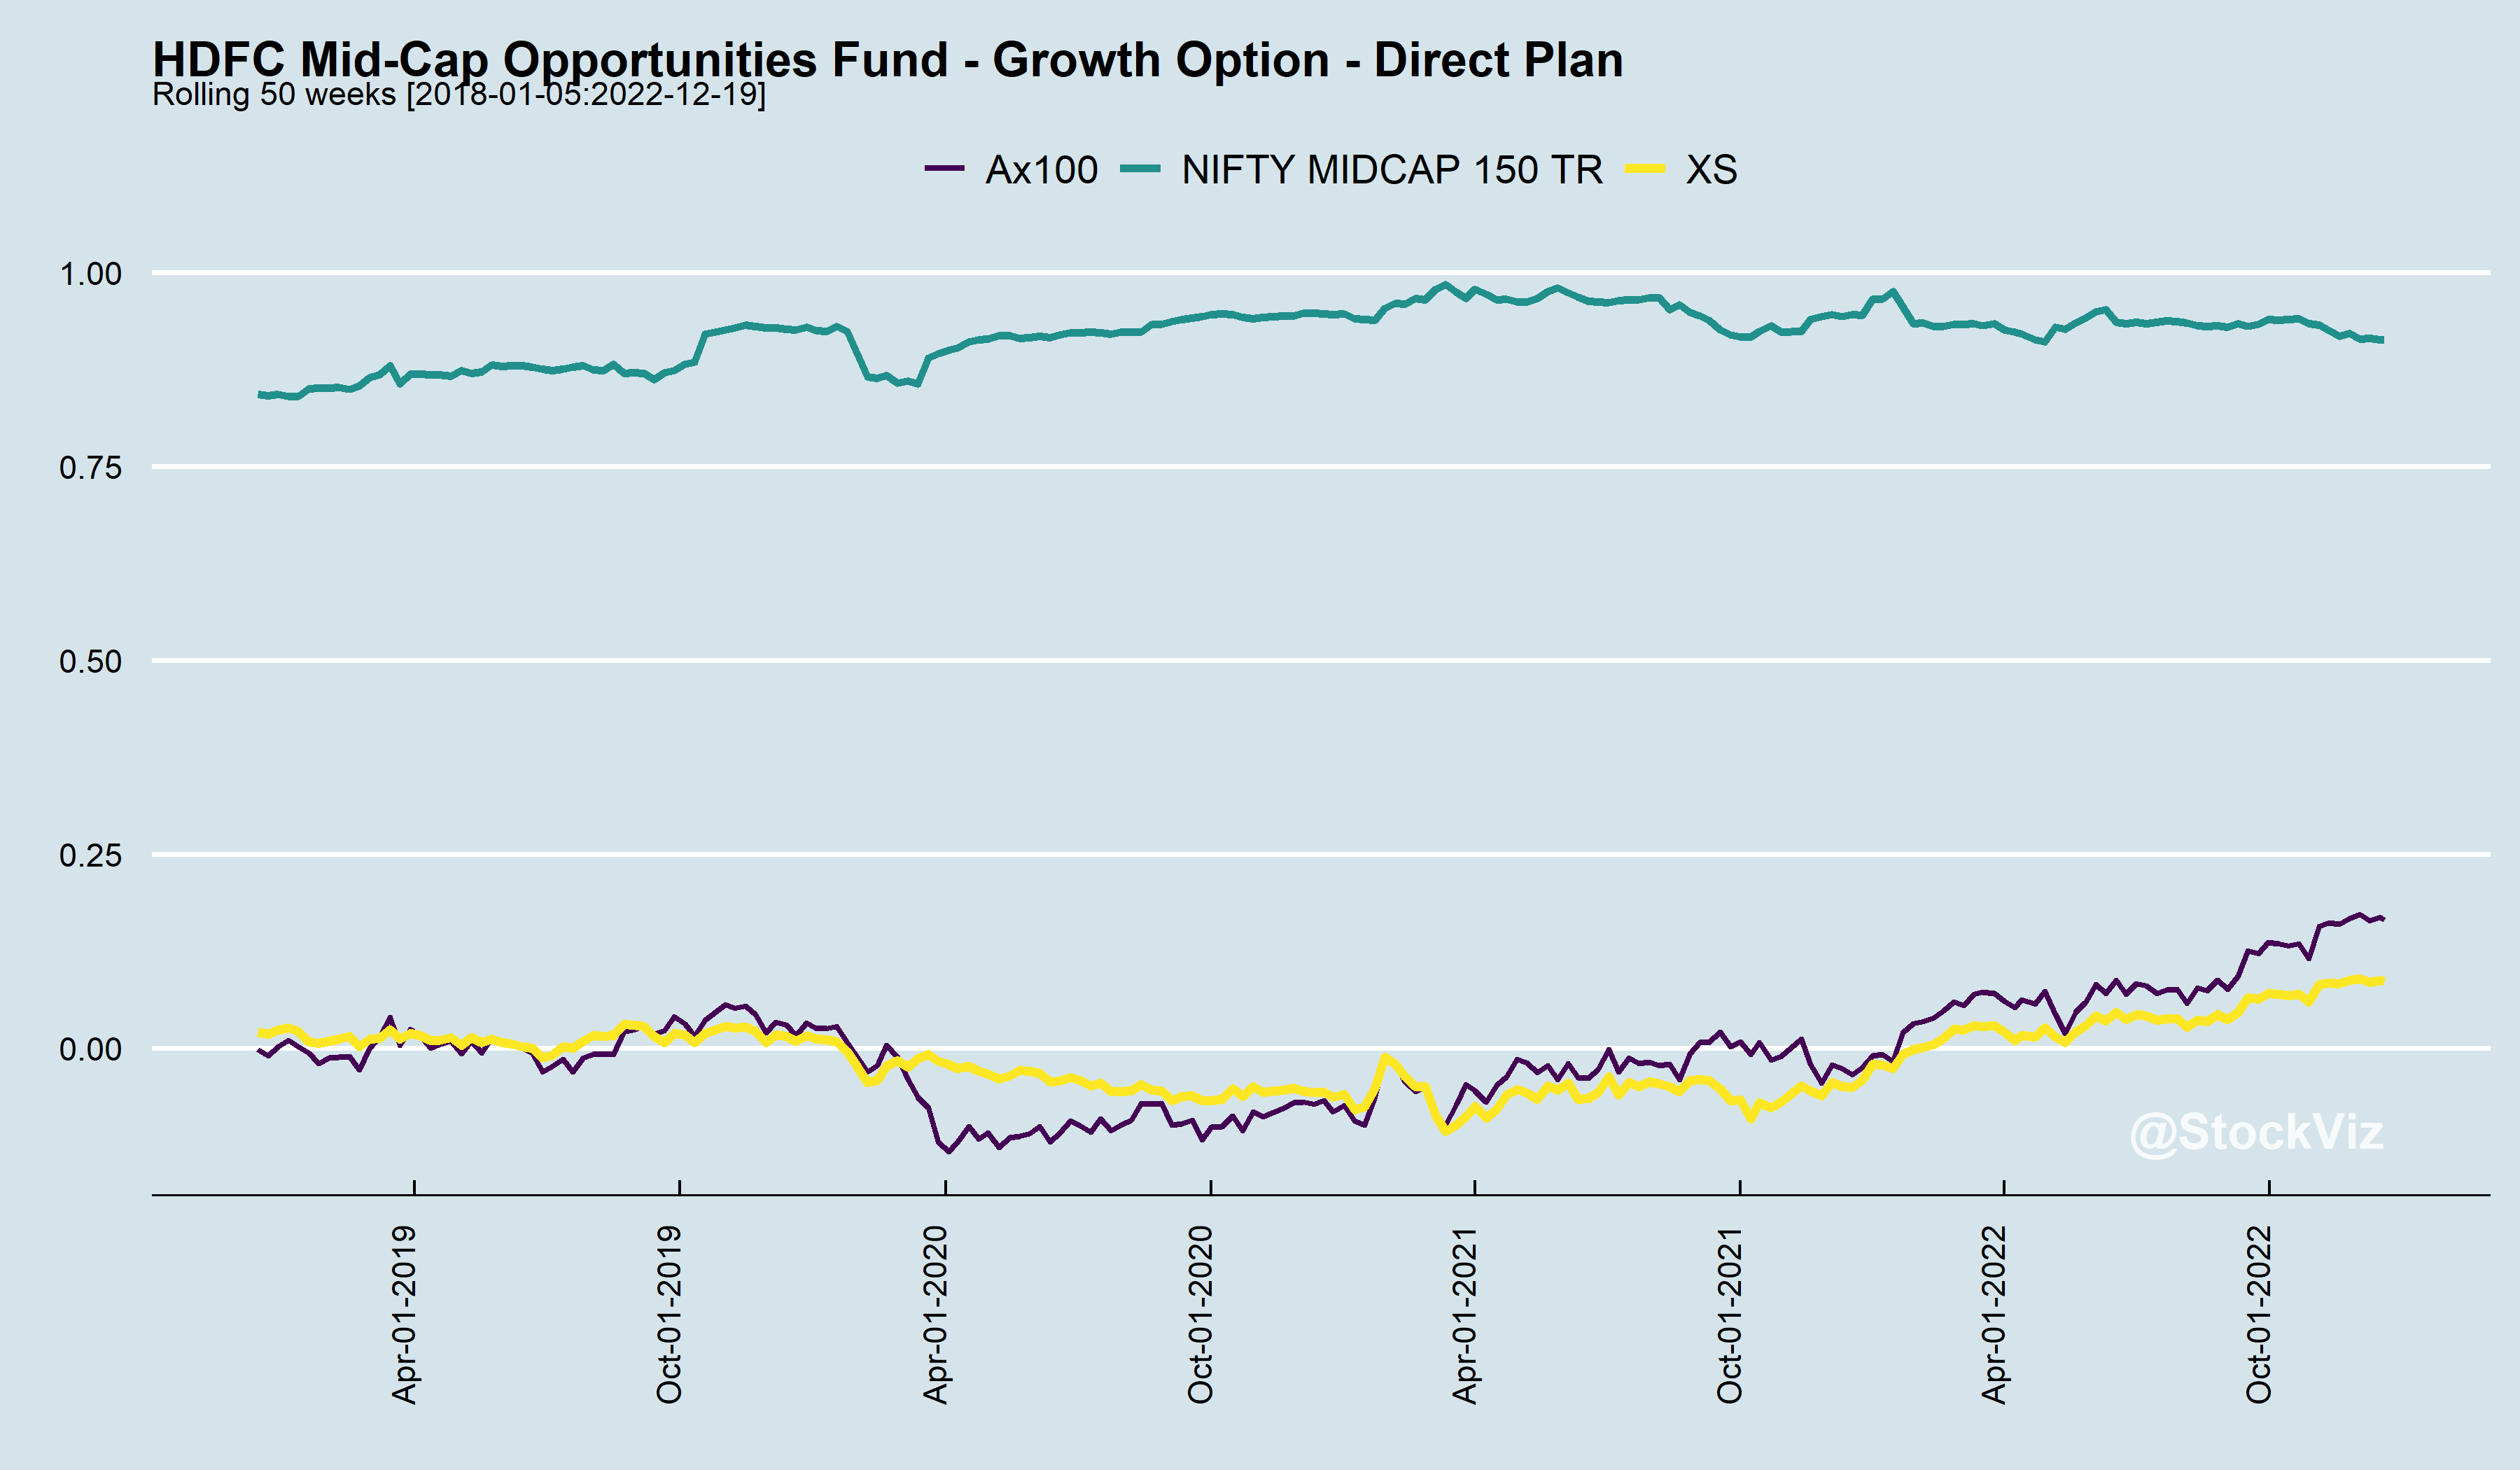 HDFC Mid-Cap Opportunities Fund - Growth Option - Direct Plan
Rolling 50 weeks [2018-01-05:2022-12-19]
Ax100 NIFTY MIDCAP 150 TR XS
1.00
0.75
0.50
0.25
0.00
@StockViz
Apr-01-2019
Oct-01-2019
Apr-01-2020
Oct-01-2020
Apr-01-2021
Oct-01-2021
Apr-01-2022
Oct-01-2022